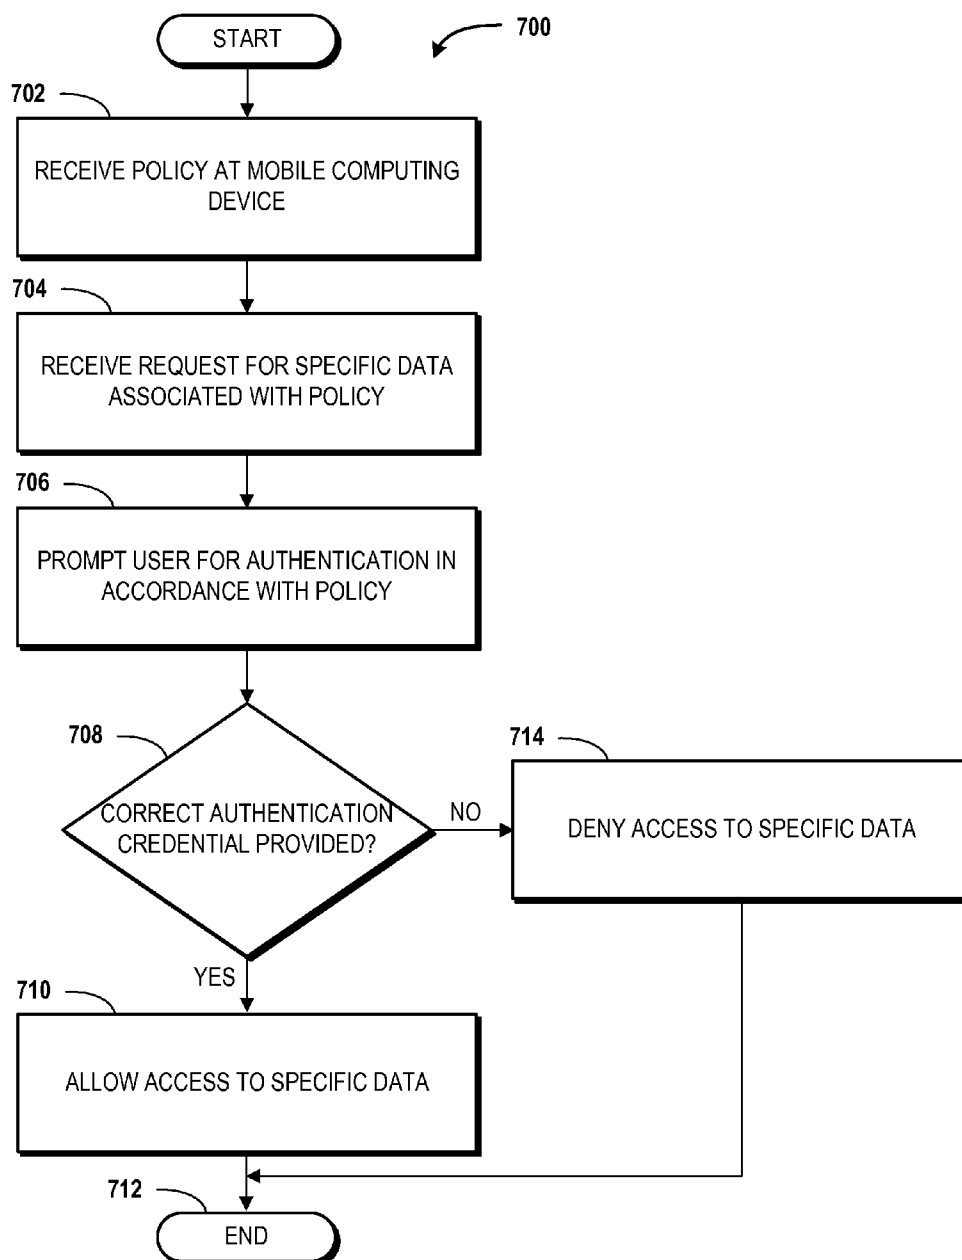 START
700
702
RECEIVE POLICY AT MOBILE COMPUTING
DEVICE
704
RECEIVE REQUEST FOR SPECIFIC DATA
ASSOCIATED WITH POLICY
706
PROMPT USER FOR AUTHENTICATION IN
ACCORDANCE WITH POLICY
708
CORRECT AUTHENTICATION
CREDENTIAL PROVIDED?
NO
714
DENY ACCESS TO SPECIFIC DATA
YES
710
ALLOW ACCESS TO SPECIFIC DATA
712
END